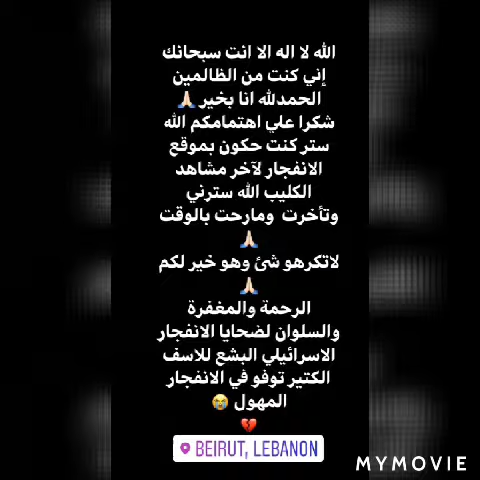 الله لا اله الا انت سبحانك
إني كنت من الظالمين
الحمدلله انا بخير 🙏🏻
شكرا علي اهتمامكم الله
ستر كنت حكون بموقع
الانفجار لآخر مشاهد
الكليب الله سترني
وتأخرت ومارحت بالوقت
🙏🏻
لاتكرهو شئ وهو خير لكم
🙏🏻
الرحمة والمغفرة
والسلوان لضحايا الانفجار
الاسرائيلي البشع للاسف
الكتير توفو في الانفجار
المهول 😭
💔
BEIRUT, LEBANON
MYMOVIE